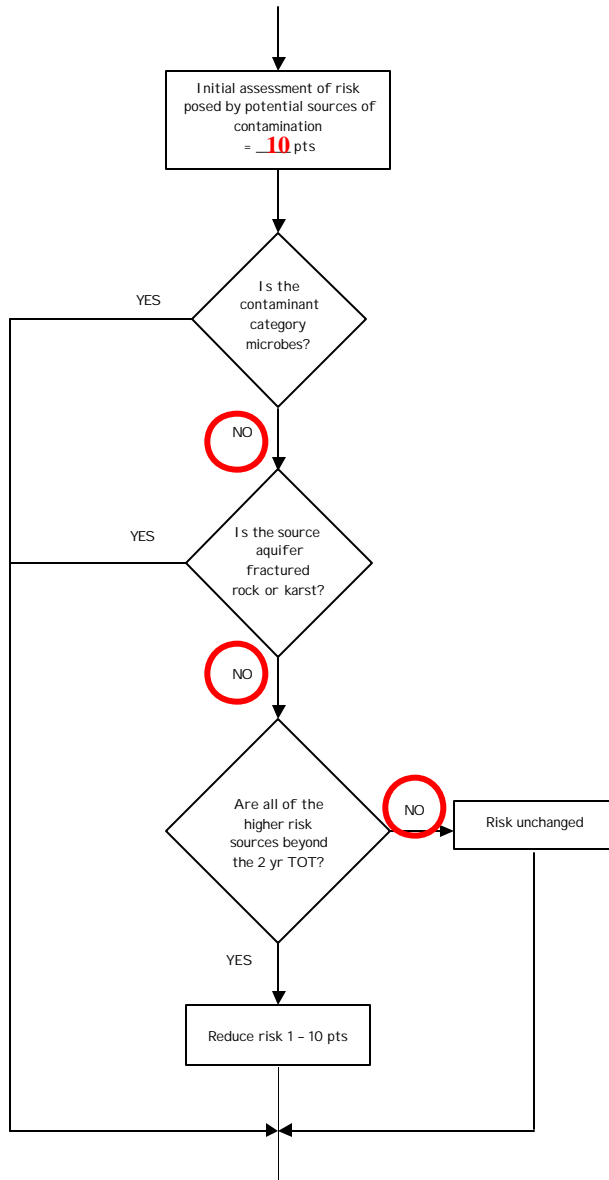 Initial assessment of risk
posed by potential sources of
contamination
= 10 pts
Is the
contaminant
category
microbes?
YES
NO
Is the source
aquifer
fractured
rock or karst?
YES
NO
Are all of the
higher risk
sources beyond
the 2 yr TOT?
NO
Risk unchanged
YES
Reduce risk 1 – 10 pts